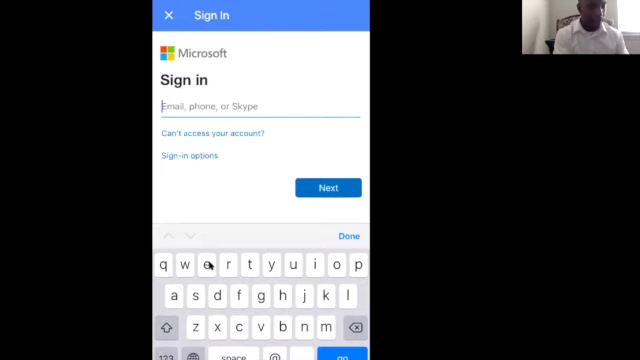 Sign In
Microsoft
Sign in
Email, phone, or Skype
Can't access your account?
Sign-in options
Next
Done
q w e r t y u i o p
a s d f g h j k l
z x c v b n m
123 space @ go